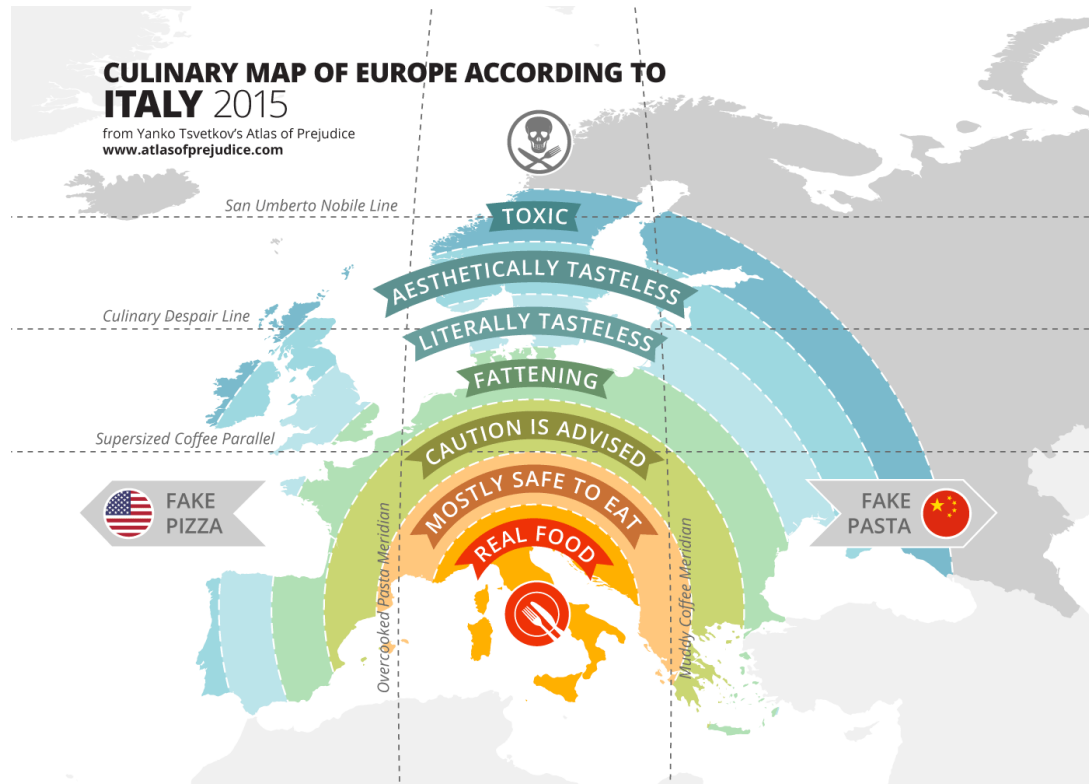 CULINARY MAP OF EUROPE ACCORDING TO
ITALY 2015
from Yanko Tsvetkov's Atlas of Prejudice
www.atlasofprejudice.com
San Umberto Nobile Line
TOXIC
AESTHETICALLY TASTELESS
Culinary Despair Line
LITERALLY TASTELESS
FATTENING
CAUTION IS ADVISED
Supersized Coffee Parallel
MOSTLY SAFE TO EAT
FAKE
PIZZA
FAKE
PASTA
REAL FOOD
Overcooked Pasta Meridian
Muddy Coffee Meridian